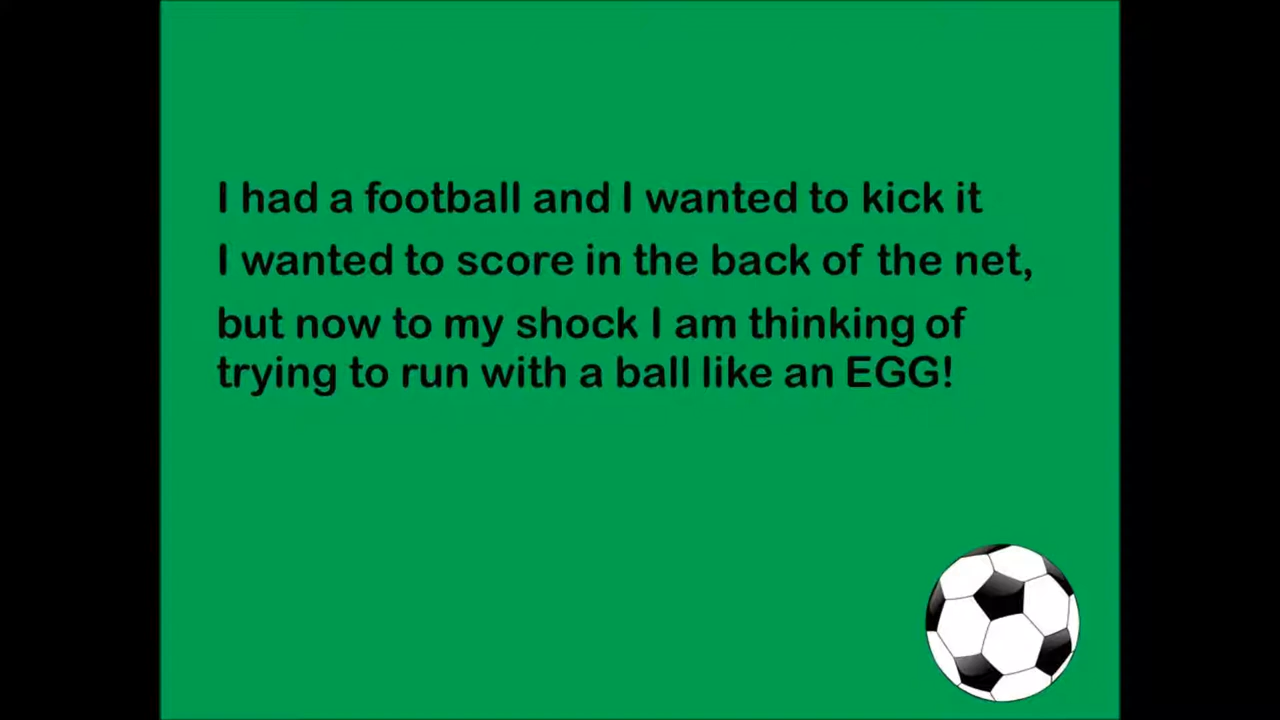 I had a football and I wanted to kick it
I wanted to score in the back of the net,
but now to my shock I am thinking of
trying to run with a ball like an EGG!